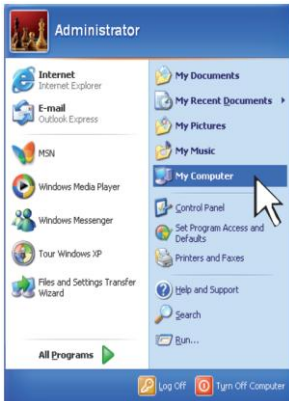 Administrator
Internet
Internet Explorer
E-mail
Outlook Express
MSN
Windows Media Player
Windows Messenger
Tour Windows XP
Files and Settings Transfer
Wizard
All Programs
My Documents
My Recent Documents
My Pictures
My Music
My Computer
Control Panel
Set Program Access and
Defaults
Printers and Faxes
Help and Support
Search
Run...
Log Off
Turn Off Computer